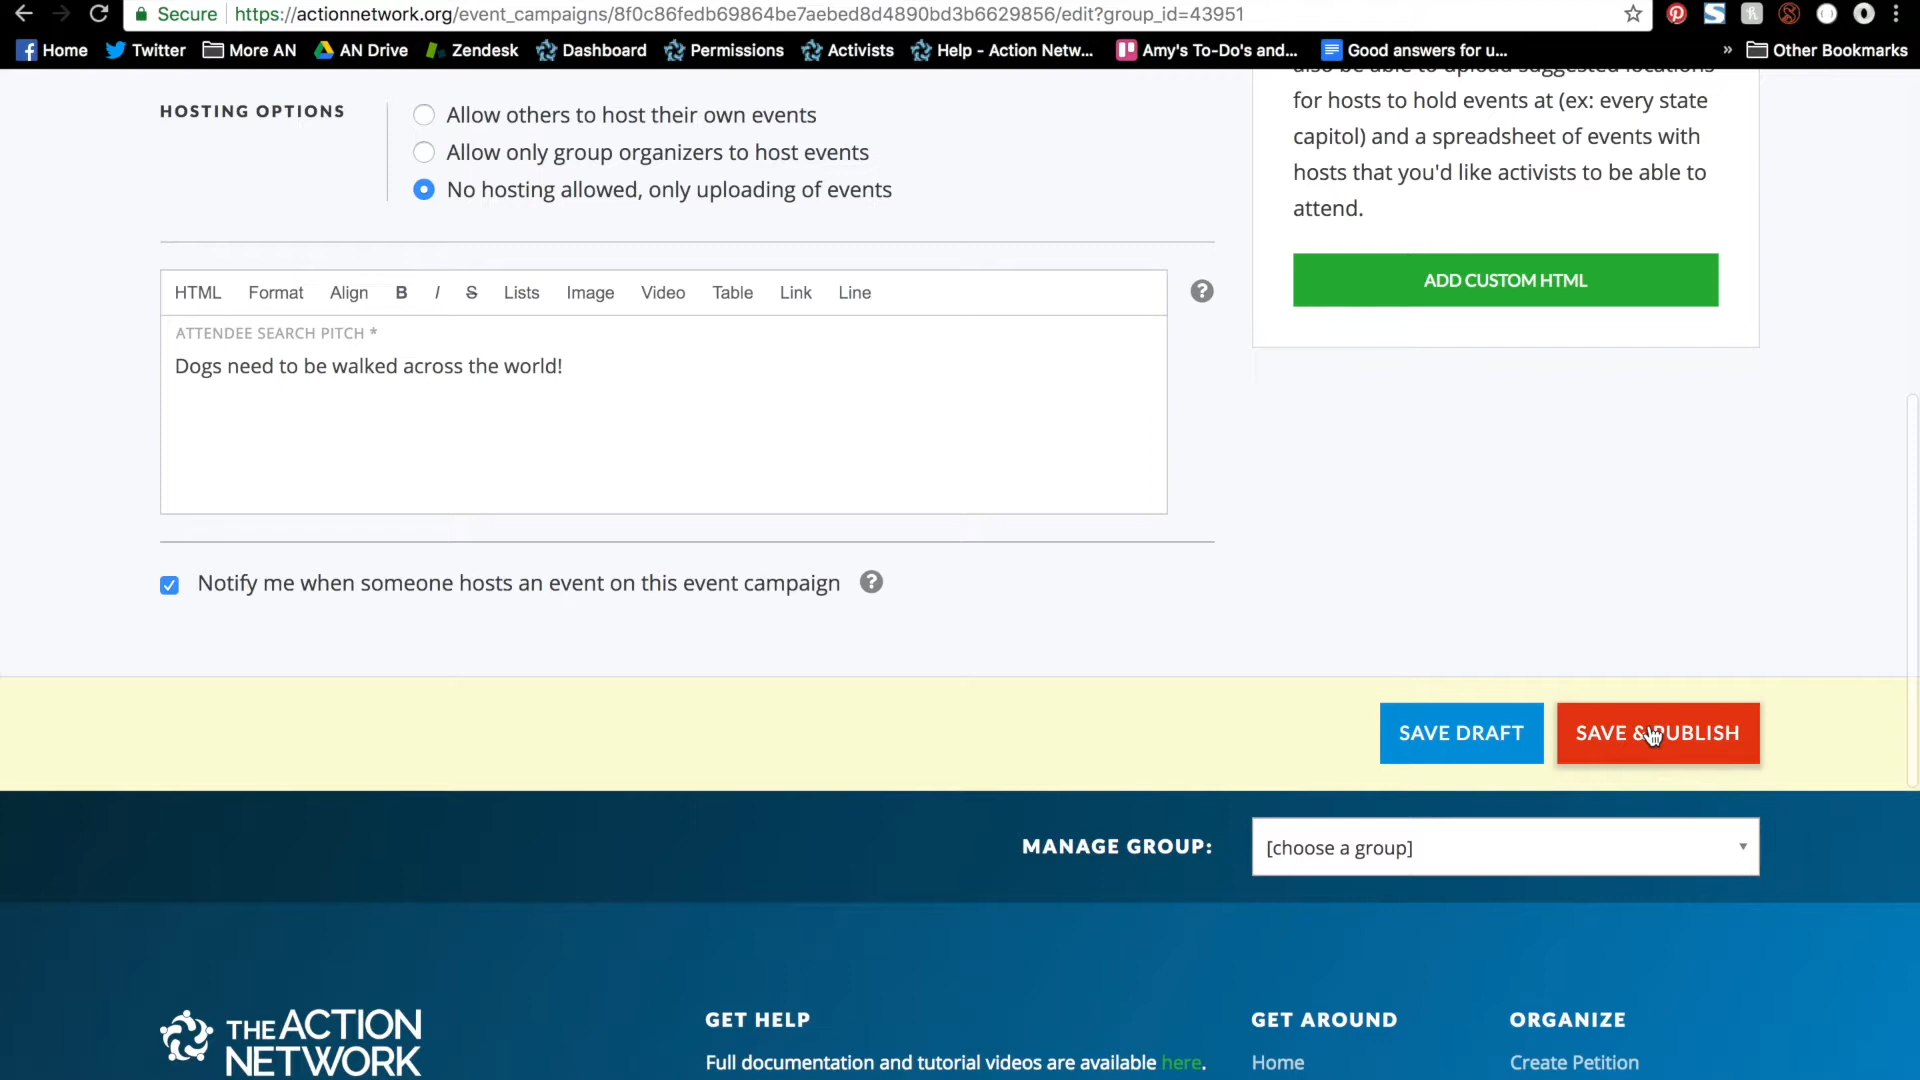 Secure https://actionnetwork.org/event_campaigns/8f0c86fedb69864be7aebed8d4890bd3b6629856/edit?group_id=43951
Home Twitter More AN AN Drive Zendesk Dashboard Permissions Activists Help - Action Netw... Amy's To-Do's and... Good answers for u... » Other Bookmarks
HOSTING OPTIONS
Allow others to host their own events
Allow only group organizers to host events
No hosting allowed, only uploading of events
also be able to upload suggested locations
for hosts to hold events at (ex: every state
capitol) and a spreadsheet of events with
hosts that you'd like activists to be able to
attend.
ADD CUSTOM HTML
HTML Format Align B I S Lists Image Video Table Link Line
?
ATTENDEE SEARCH PITCH *
Dogs need to be walked across the world!
Notify me when someone hosts an event on this event campaign ?
SAVE DRAFT
SAVE & PUBLISH
MANAGE GROUP:
[choose a group]
THE ACTION
NETWORK
GET HELP
Full documentation and tutorial videos are available here.
GET AROUND
Home
ORGANIZE
Create Petition